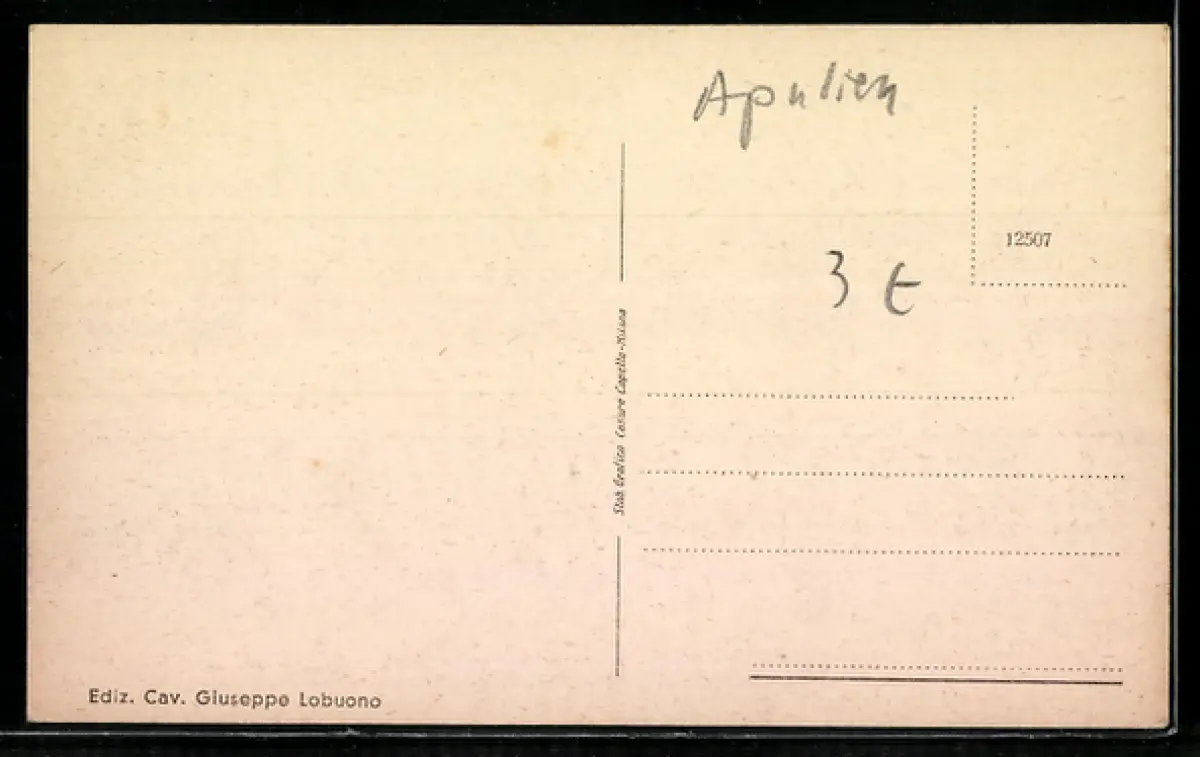 Apulien
12507
3 €
Stab. Grafico Cesare Capello-Milano
Ediz. Cav. Giuseppe Lobuono